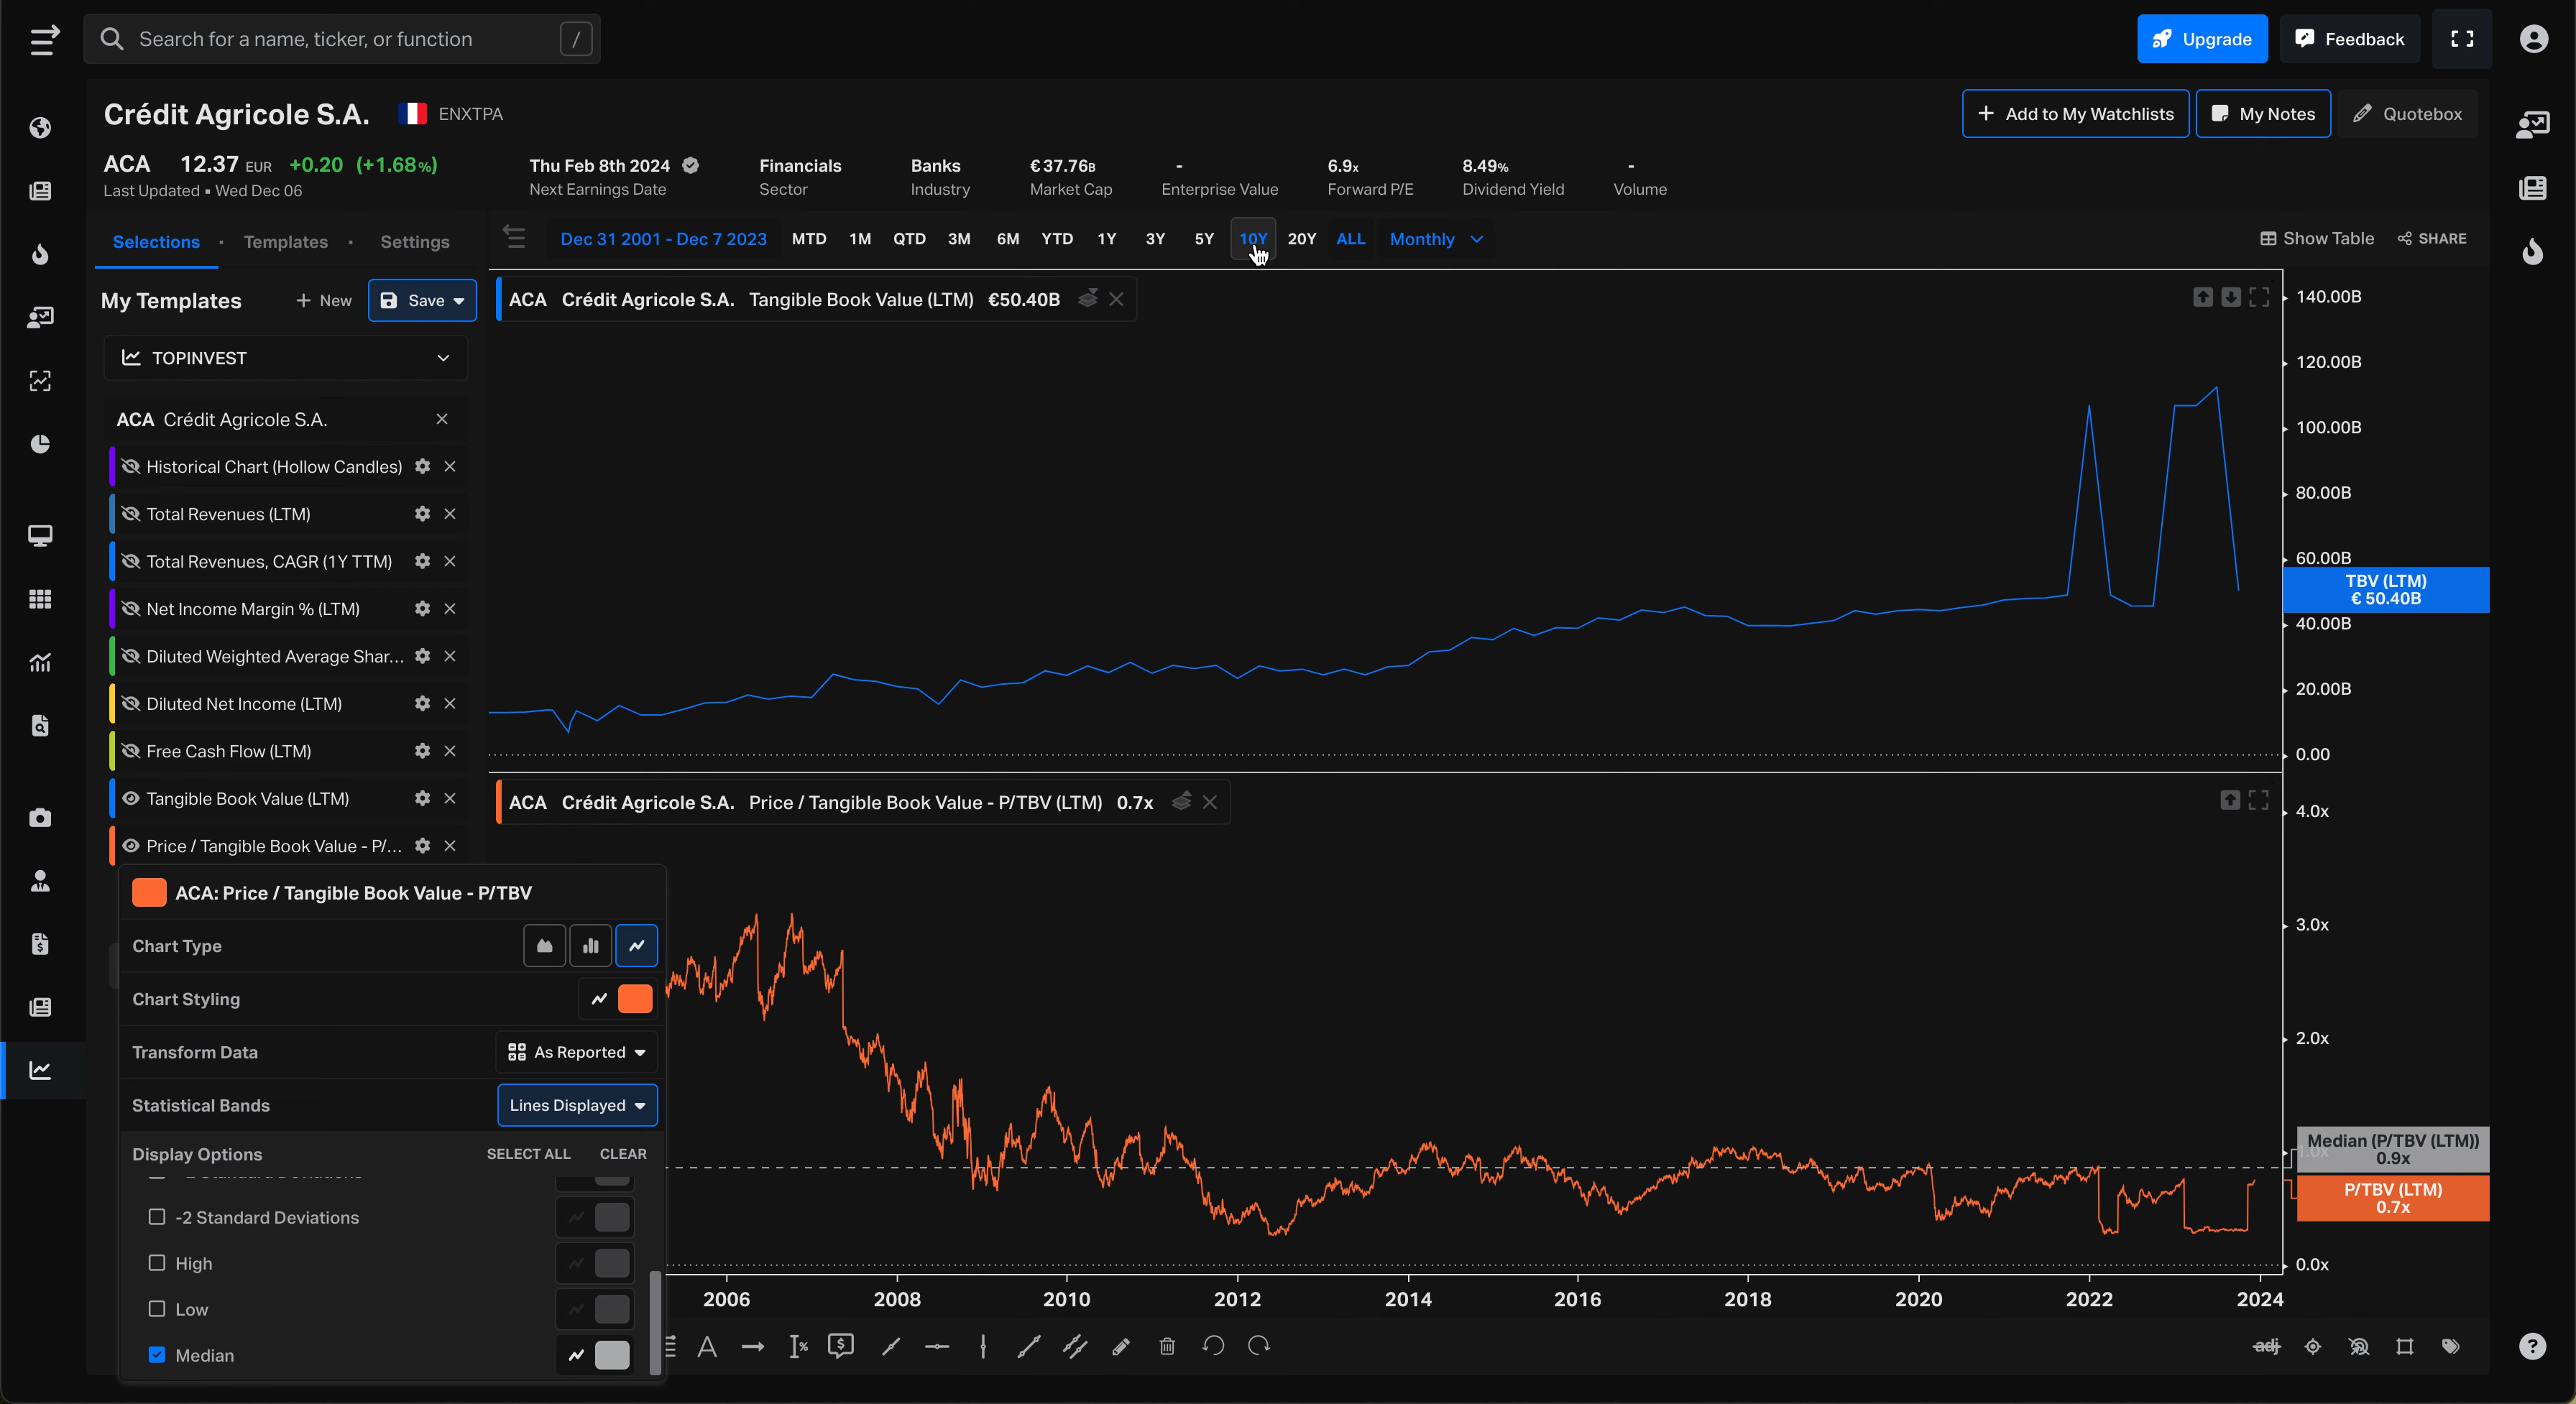 Search for a name, ticker, or function /
Upgrade
Feedback
Crédit Agricole S.A. ENXTPA
+ Add to My Watchlists
My Notes
Quotebox
ACA 12.37 EUR +0.20 (+1.68%)
Last Updated ▪ Wed Dec 06
Thu Feb 8th 2024
Next Earnings Date
Financials
Sector
Banks
Industry
€37.76B
Market Cap
-
Enterprise Value
6.9x
Forward P/E
8.49%
Dividend Yield
-
Volume
Selections · Templates · Settings
Dec 31 2001 - Dec 7 2023 MTD 1M QTD 3M 6M YTD 1Y 3Y 5Y 10Y 20Y ALL Monthly
Show Table SHARE
My Templates + New Save
TOPINVEST
ACA Crédit Agricole S.A.
Historical Chart (Hollow Candles)
Total Revenues (LTM)
Total Revenues, CAGR (1Y TTM)
Net Income Margin % (LTM)
Diluted Weighted Average Shar...
Diluted Net Income (LTM)
Free Cash Flow (LTM)
Tangible Book Value (LTM)
Price / Tangible Book Value - P/...
ACA: Price / Tangible Book Value - P/TBV
Chart Type
Chart Styling
Transform Data As Reported
Statistical Bands Lines Displayed
Display Options SELECT ALL CLEAR
-2 Standard Deviations
High
Low
Median
ACA Crédit Agricole S.A. Tangible Book Value (LTM) €50.40B
140.00B
120.00B
100.00B
80.00B
60.00B
TBV (LTM)
€ 50.40B
40.00B
20.00B
0.00
ACA Crédit Agricole S.A. Price / Tangible Book Value - P/TBV (LTM) 0.7x
4.0x
3.0x
2.0x
Median (P/TBV (LTM))
0.9x
P/TBV (LTM)
0.7x
0.0x
2006 2008 2010 2012 2014 2016 2018 2020 2022 2024
A
%
$
adj
?